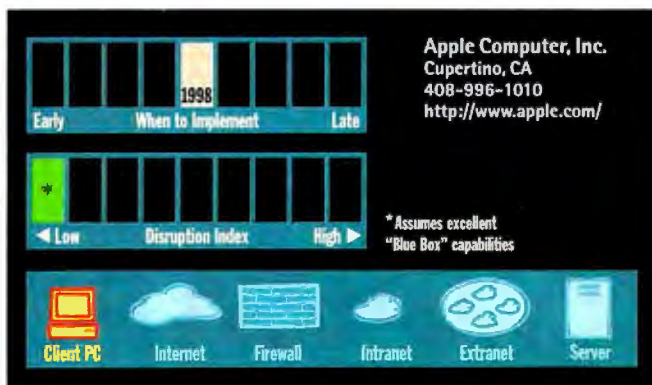 Apple Computer, Inc.
Cupertino, CA
408-996-1010
http://www.apple.com/
1998
Early When to Implement Late
*
◄ Low Disruption Index High ►
*Assumes excellent
"Blue Box" capabilities
Client PC Internet Firewall Intranet Extranet Server